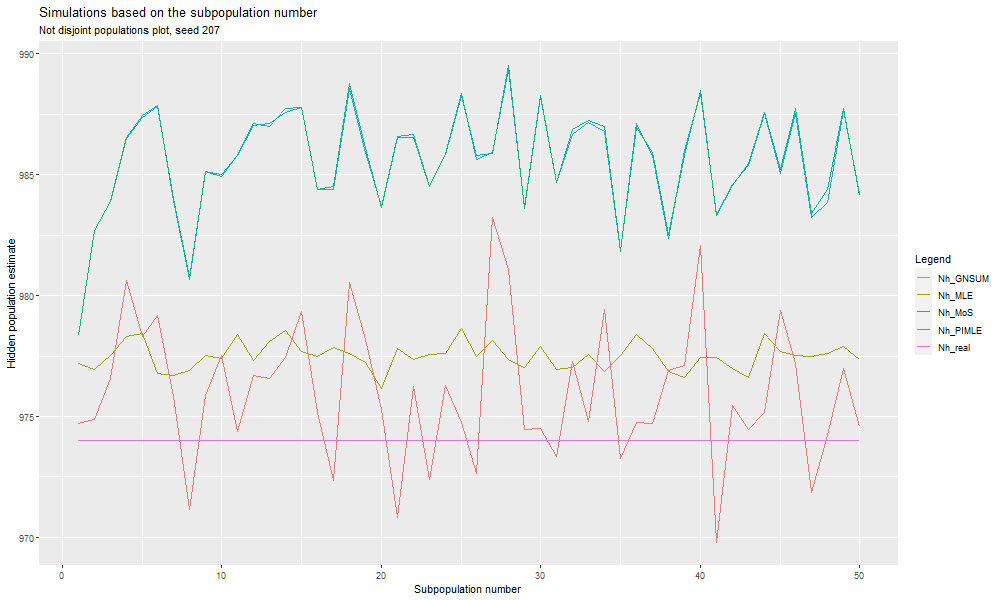 Simulations based on the subpopulation number
Not disjoint populations plot, seed 207
Hidden population estimate
990
985
980
975
970
0
10
20
30
40
50
Subpopulation number
Legend
Nh_GNSUM
Nh_MLE
Nh_MoS
Nh_PIMLE
Nh_real